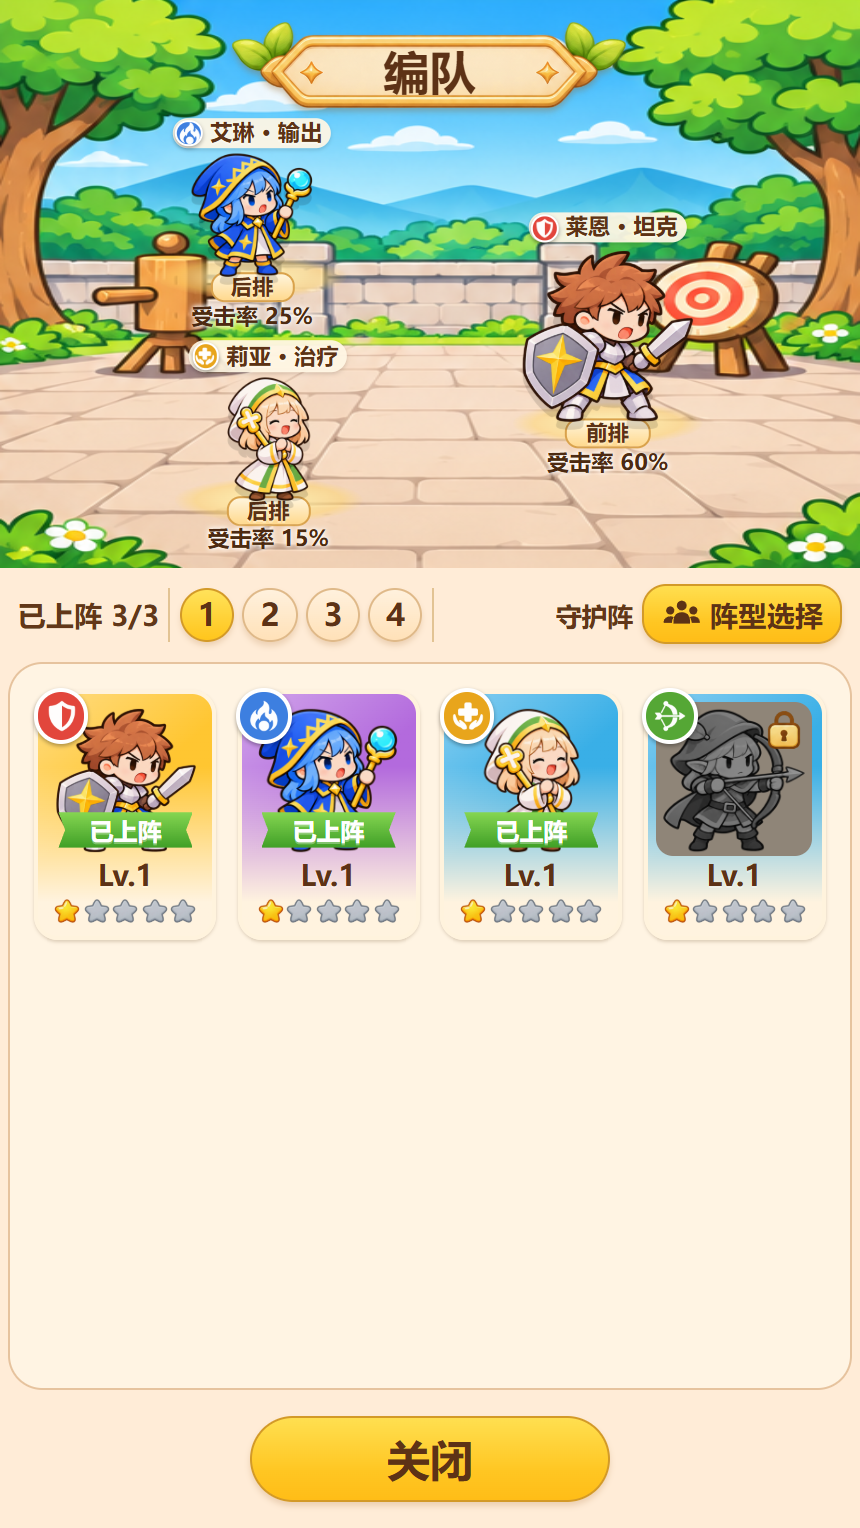 编队
艾琳·输出
后排
受击率 25%
莱恩·坦克
前排
受击率 60%
莉亚·治疗
后排
受击率 15%
已上阵 3/3
1
2
3
4
守护阵
阵型选择
已上阵
Lv.1
已上阵
Lv.1
已上阵
Lv.1
Lv.1
关闭